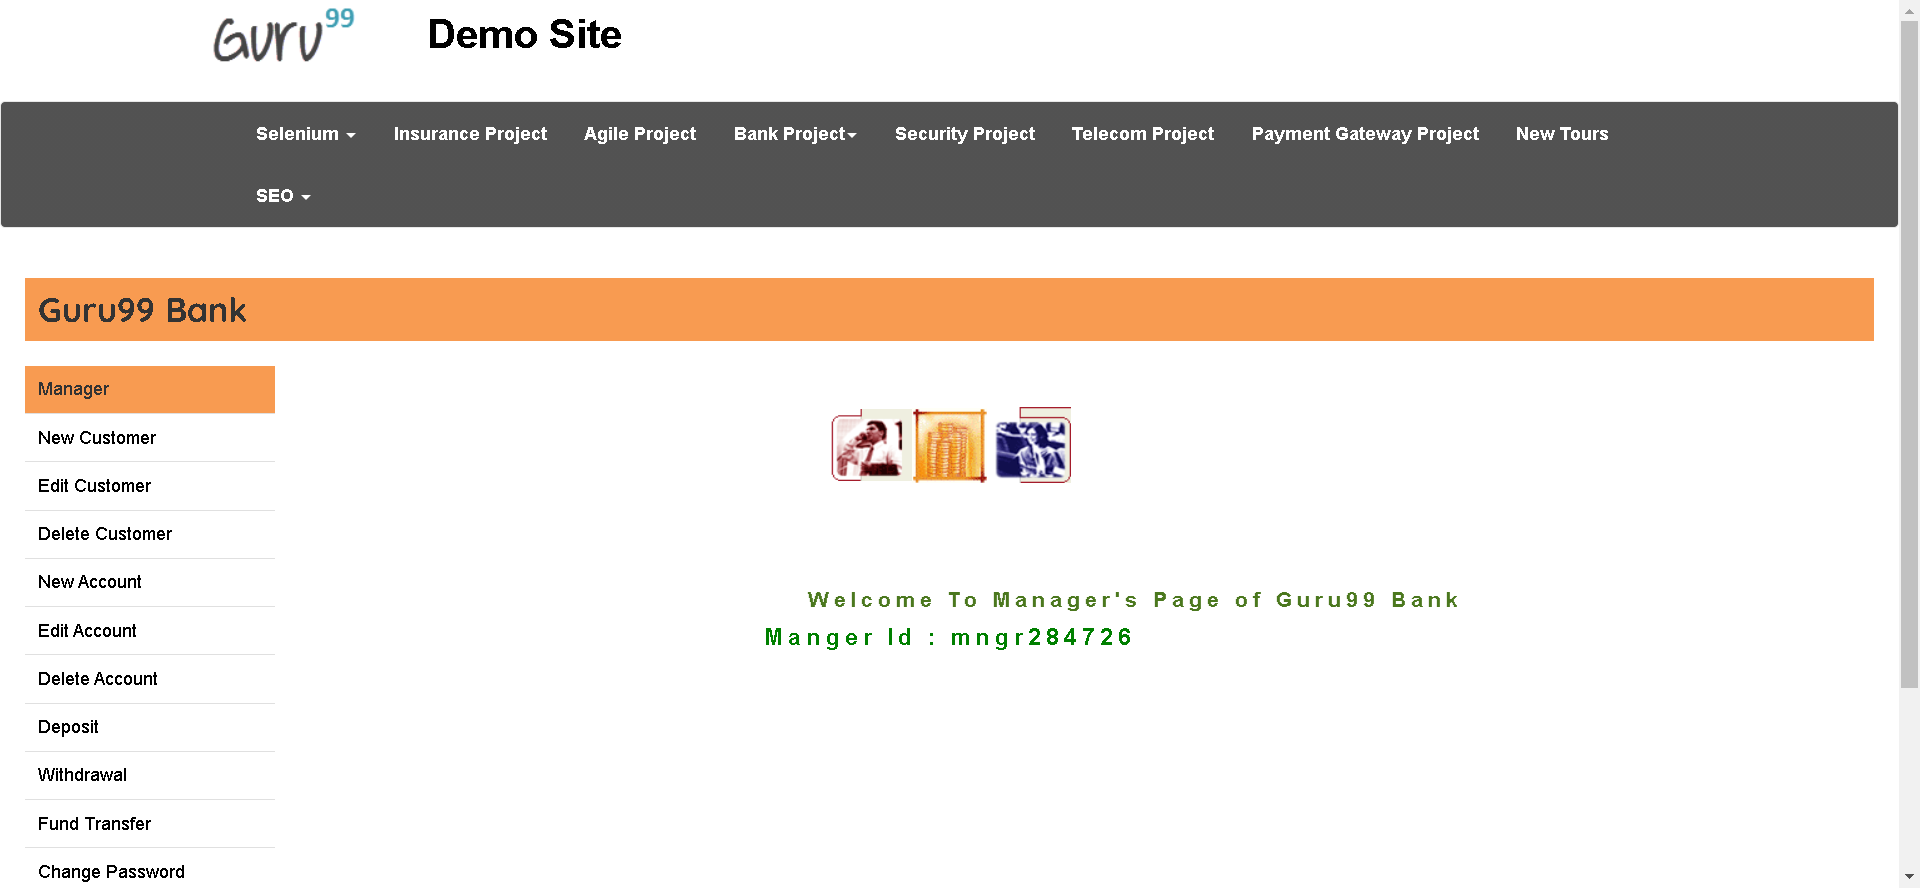 Guru99
Demo Site
Selenium
Insurance Project
Agile Project
Bank Project
Security Project
Telecom Project
Payment Gateway Project
New Tours
SEO
Guru99 Bank
Manager
New Customer
Edit Customer
Delete Customer
New Account
Edit Account
Delete Account
Deposit
Withdrawal
Fund Transfer
Change Password
Welcome To Manager's Page of Guru99 Bank
Manger Id : mngr284726